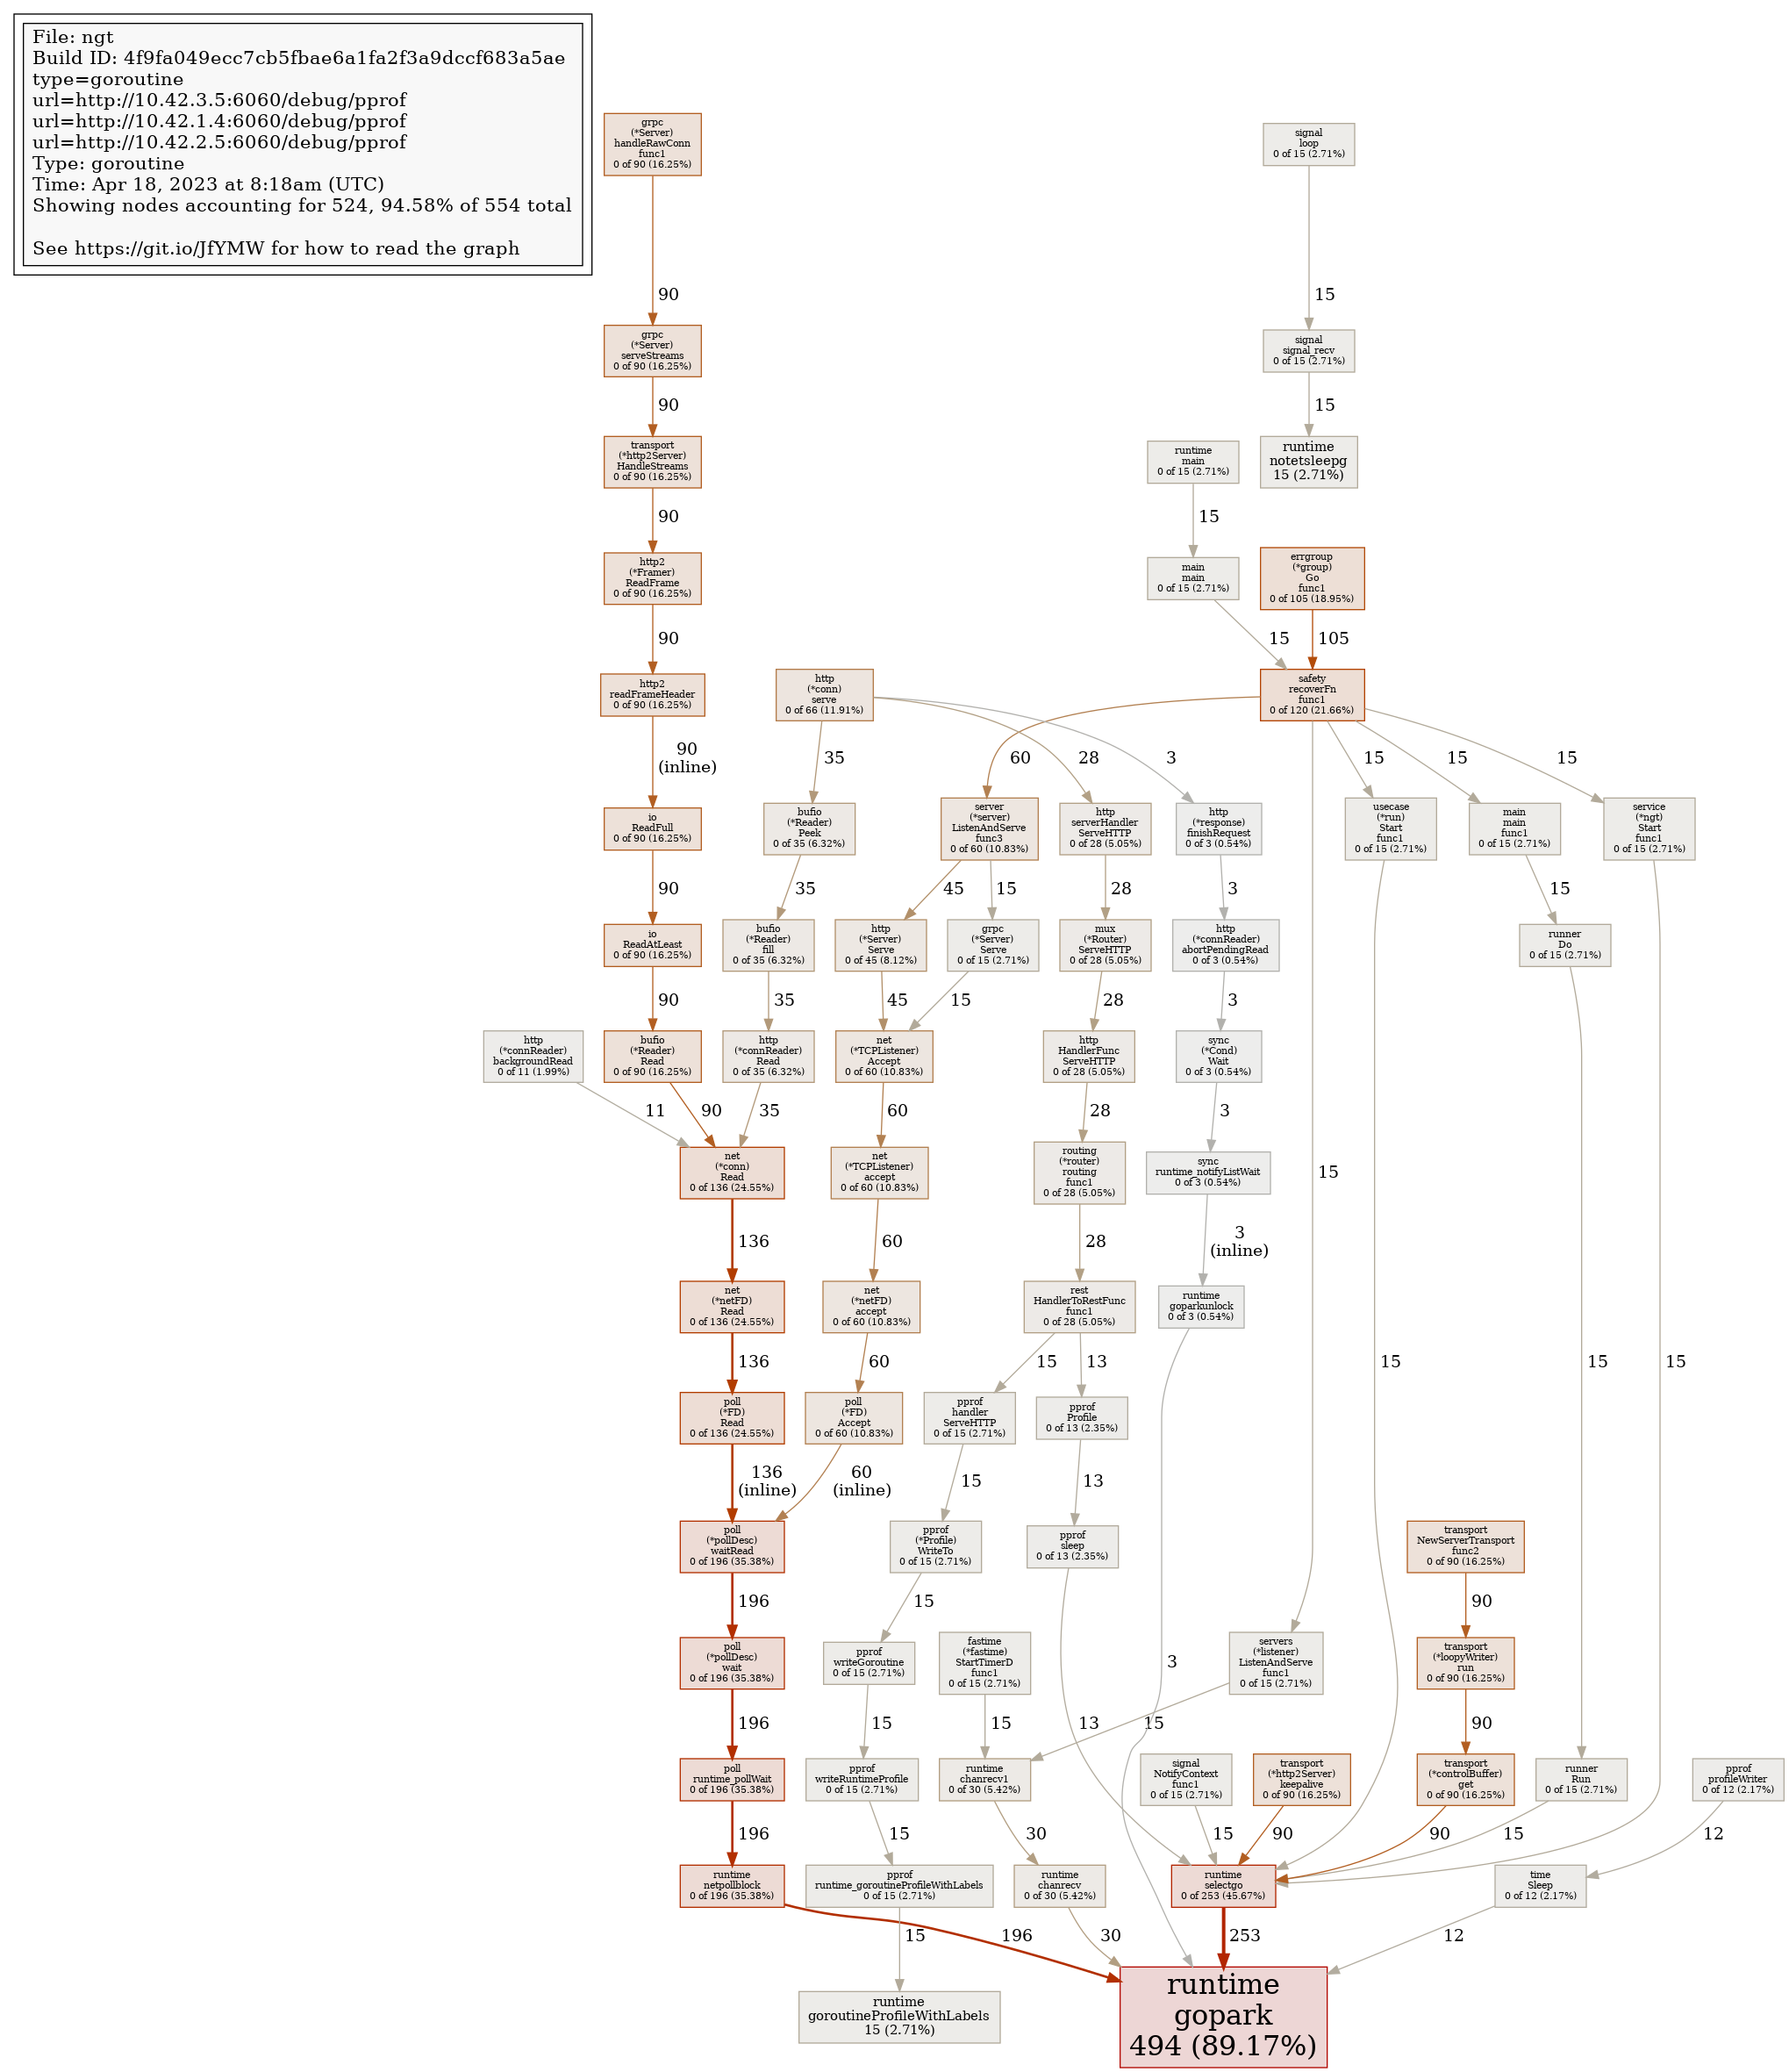 File: ngt
Build ID: 4f9fa049ecc7cb5fbae6a1fa2f3a9dccf683a5ae
type=goroutine
url=http://10.42.3.5:6060/debug/pprof
url=http://10.42.1.4:6060/debug/pprof
url=http://10.42.2.5:6060/debug/pprof
Type: goroutine
Time: Apr 18, 2023 at 8:18am (UTC)
Showing nodes accounting for 524, 94.58% of 554 total
See https://git.io/JfYMW for how to read the graph
grpc
(*Server)
handleRawConn
func1
0 of 90 (16.25%)
signal
loop
0 of 15 (2.71%)
90
15
grpc
(*Server)
serveStreams
0 of 90 (16.25%)
signal
signal_recv
0 of 15 (2.71%)
90
15
transport
(*http2Server)
HandleStreams
0 of 90 (16.25%)
runtime
main
0 of 15 (2.71%)
runtime
notetsleepg
15 (2.71%)
90
15
http2
(*Framer)
ReadFrame
0 of 90 (16.25%)
main
main
0 of 15 (2.71%)
errgroup
(*group)
Go
func1
0 of 105 (18.95%)
90
15
105
http2
readFrameHeader
0 of 90 (16.25%)
http
(*conn)
serve
0 of 66 (11.91%)
safety
recoverFn
func1
0 of 120 (21.66%)
90
(inline)
35
60
28
3
15
15
15
io
ReadFull
0 of 90 (16.25%)
bufio
(*Reader)
Peek
0 of 35 (6.32%)
server
(*server)
ListenAndServe
func3
0 of 60 (10.83%)
http
serverHandler
ServeHTTP
0 of 28 (5.05%)
http
(*response)
finishRequest
0 of 3 (0.54%)
usecase
(*run)
Start
func1
0 of 15 (2.71%)
main
main
func1
0 of 15 (2.71%)
service
(*ngt)
Start
func1
0 of 15 (2.71%)
90
35
45
15
28
3
15
io
ReadAtLeast
0 of 90 (16.25%)
bufio
(*Reader)
fill
0 of 35 (6.32%)
http
(*Server)
Serve
0 of 45 (8.12%)
grpc
(*Server)
Serve
0 of 15 (2.71%)
mux
(*Router)
ServeHTTP
0 of 28 (5.05%)
http
(*connReader)
abortPendingRead
0 of 3 (0.54%)
runner
Do
0 of 15 (2.71%)
90
35
45
15
28
3
http
(*connReader)
backgroundRead
0 of 11 (1.99%)
bufio
(*Reader)
Read
0 of 90 (16.25%)
http
(*connReader)
Read
0 of 35 (6.32%)
net
(*TCPListener)
Accept
0 of 60 (10.83%)
http
HandlerFunc
ServeHTTP
0 of 28 (5.05%)
sync
(*Cond)
Wait
0 of 3 (0.54%)
11
90
35
60
28
3
net
(*conn)
Read
0 of 136 (24.55%)
net
(*TCPListener)
accept
0 of 60 (10.83%)
routing
(*router)
routing
func1
0 of 28 (5.05%)
sync
runtime_notifyListWait
0 of 3 (0.54%)
15
136
60
28
3
(inline)
net
(*netFD)
Read
0 of 136 (24.55%)
net
(*netFD)
accept
0 of 60 (10.83%)
rest
HandlerToRestFunc
func1
0 of 28 (5.05%)
runtime
goparkunlock
0 of 3 (0.54%)
136
60
15
13
15
15
15
poll
(*FD)
Read
0 of 136 (24.55%)
poll
(*FD)
Accept
0 of 60 (10.83%)
pprof
handler
ServeHTTP
0 of 15 (2.71%)
pprof
Profile
0 of 13 (2.35%)
136
(inline)
60
(inline)
15
13
poll
(*pollDesc)
waitRead
0 of 196 (35.38%)
pprof
(*Profile)
WriteTo
0 of 15 (2.71%)
pprof
sleep
0 of 13 (2.35%)
transport
NewServerTransport
func2
0 of 90 (16.25%)
196
15
90
poll
(*pollDesc)
wait
0 of 196 (35.38%)
pprof
writeGoroutine
0 of 15 (2.71%)
fastime
(*fastime)
StartTimerD
func1
0 of 15 (2.71%)
3
servers
(*listener)
ListenAndServe
func1
0 of 15 (2.71%)
transport
(*loopyWriter)
run
0 of 90 (16.25%)
196
15
15
13
15
90
poll
runtime_pollWait
0 of 196 (35.38%)
pprof
writeRuntimeProfile
0 of 15 (2.71%)
runtime
chanrecv1
0 of 30 (5.42%)
signal
NotifyContext
func1
0 of 15 (2.71%)
transport
(*http2Server)
keepalive
0 of 90 (16.25%)
transport
(*controlBuffer)
get
0 of 90 (16.25%)
runner
Run
0 of 15 (2.71%)
pprof
profileWriter
0 of 12 (2.17%)
196
15
30
15
90
90
15
12
runtime
netpollblock
0 of 196 (35.38%)
pprof
runtime_goroutineProfileWithLabels
0 of 15 (2.71%)
runtime
chanrecv
0 of 30 (5.42%)
runtime
selectgo
0 of 253 (45.67%)
time
Sleep
0 of 12 (2.17%)
15
196
30
253
12
runtime
goroutineProfileWithLabels
15 (2.71%)
runtime
gopark
494 (89.17%)